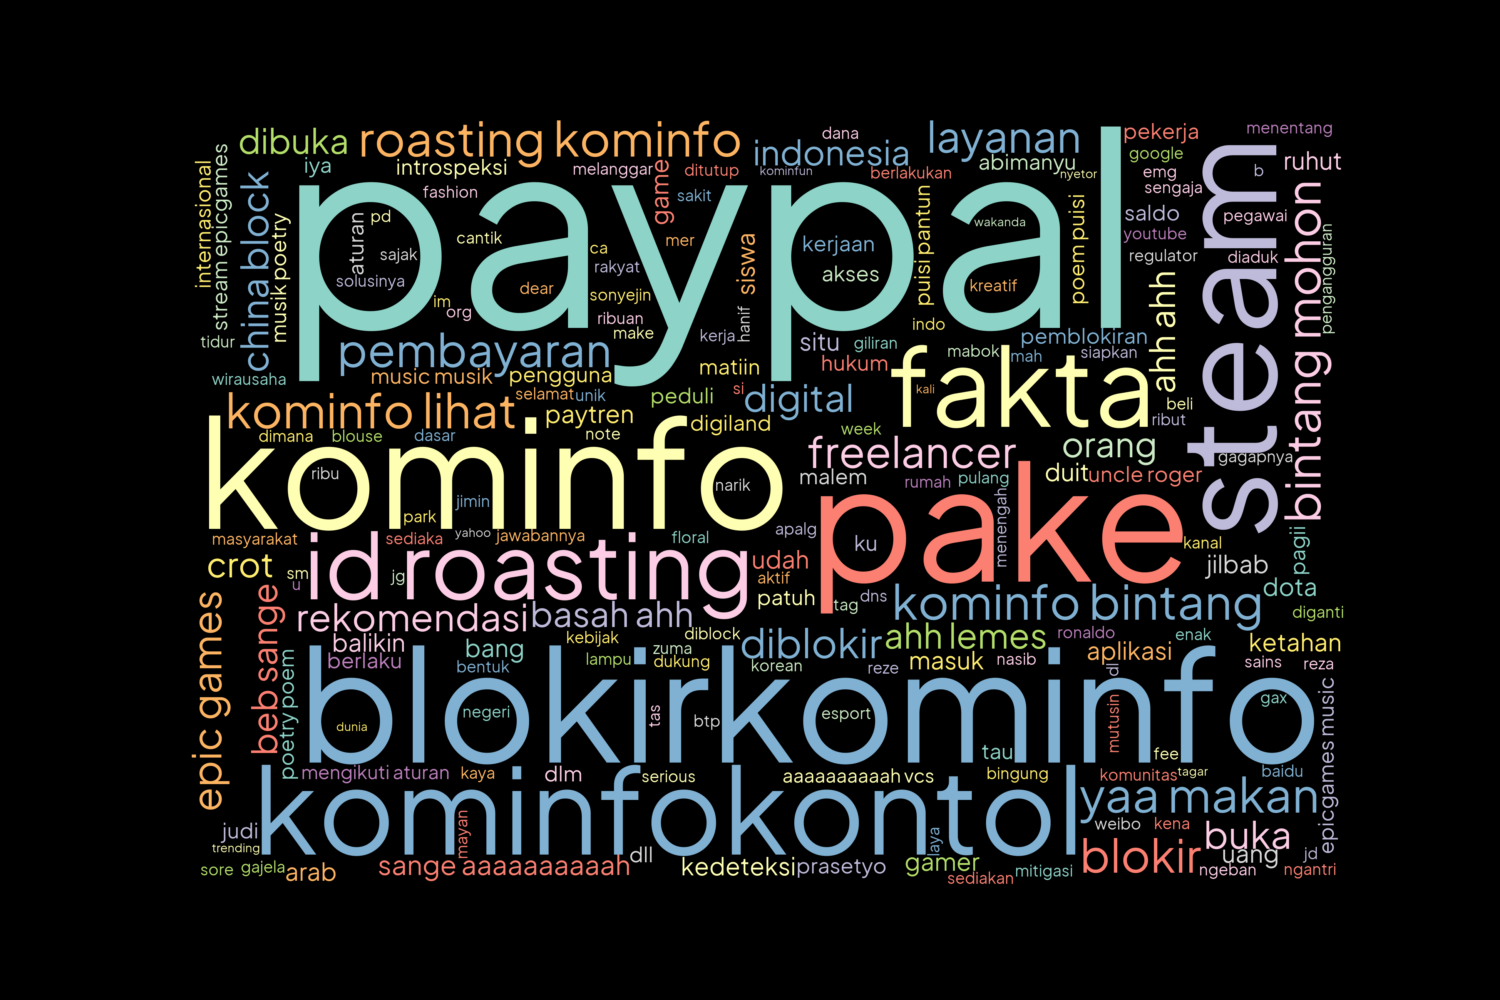 dibuka
roasting kominfo
dana
indonesia
layanan
pekerja
menentang
iya
introspeksi
melanggar
ditutup
kominfun
berlakukan
abimanyu
nyetor
google
emg
sengaja
b
ruhut
internasional
stream epicgames
china block
musik poetry
fashion
game
sakit
paypal
aturan
pd
sajak
solusinya
cantik
mer
ca
rakyat
siswa
kerjaan
akses
puisi pantun
wakanda
kreatif
poem puisi
saldo
youtube
regulator
pegawai
diaduk
steam
bintang mohon
pengangguran
im
org
dear
sonyejin
ribuan
make
kerja
hanif
indo
ahh ahh
tidur
pembayaran
situ
giliran
pemblokiran
mabok
mah
siapkan
wirausaha
music musik
pengguna
matiin
hukum
fakta
kali
kominfo lihat
selamat
unik
paytren
peduli
si
digital
beli
ribut
dimana
blouse
dasar
note
digiland
week
freelancer
orang
gagapnya
kominfo
ribu
narik
jimin
park
malem
rumah
pulang
duit
uncle roger
pake
menengah
masyarakat
sediaka
yahoo
jawabannya
floral
apalg
ku
kanal
pagii
crot
sm
u
id roasting
jg
udah
aktif
patuh
tag
dns
jilbab
dota
diganti
epic games
beb sange
rekomendasi
basah ahh
kominfo bintang
balikin
berlaku
bang
bentuk
kebijak
lampu
zuma
dukung
diblock
diblokir
korean
ahh lemes
reze
masuk
ronaldo
nasib
aplikasi
dl
enak
ketahan
sains
reza
poetry poem
blokirkominfo
dunia
negeri
tas
btp
esport
tau
mutusin
fee
gax
epicgames music
mengikuti aturan
kaya
dlm
serious
aaaaaaaaaah vcs
bingung
komunitas
tagar
baidu
kominfokontol
mayan
laya
yaa makan
weibo
kena
judi
trending
buka
uang
jd
sore
gajela
arab
sange aaaaaaaaaah
dll
kedeteksi
prasetyo
gamer
sediakan
mitigasi
blokir
ngeban
ngantri